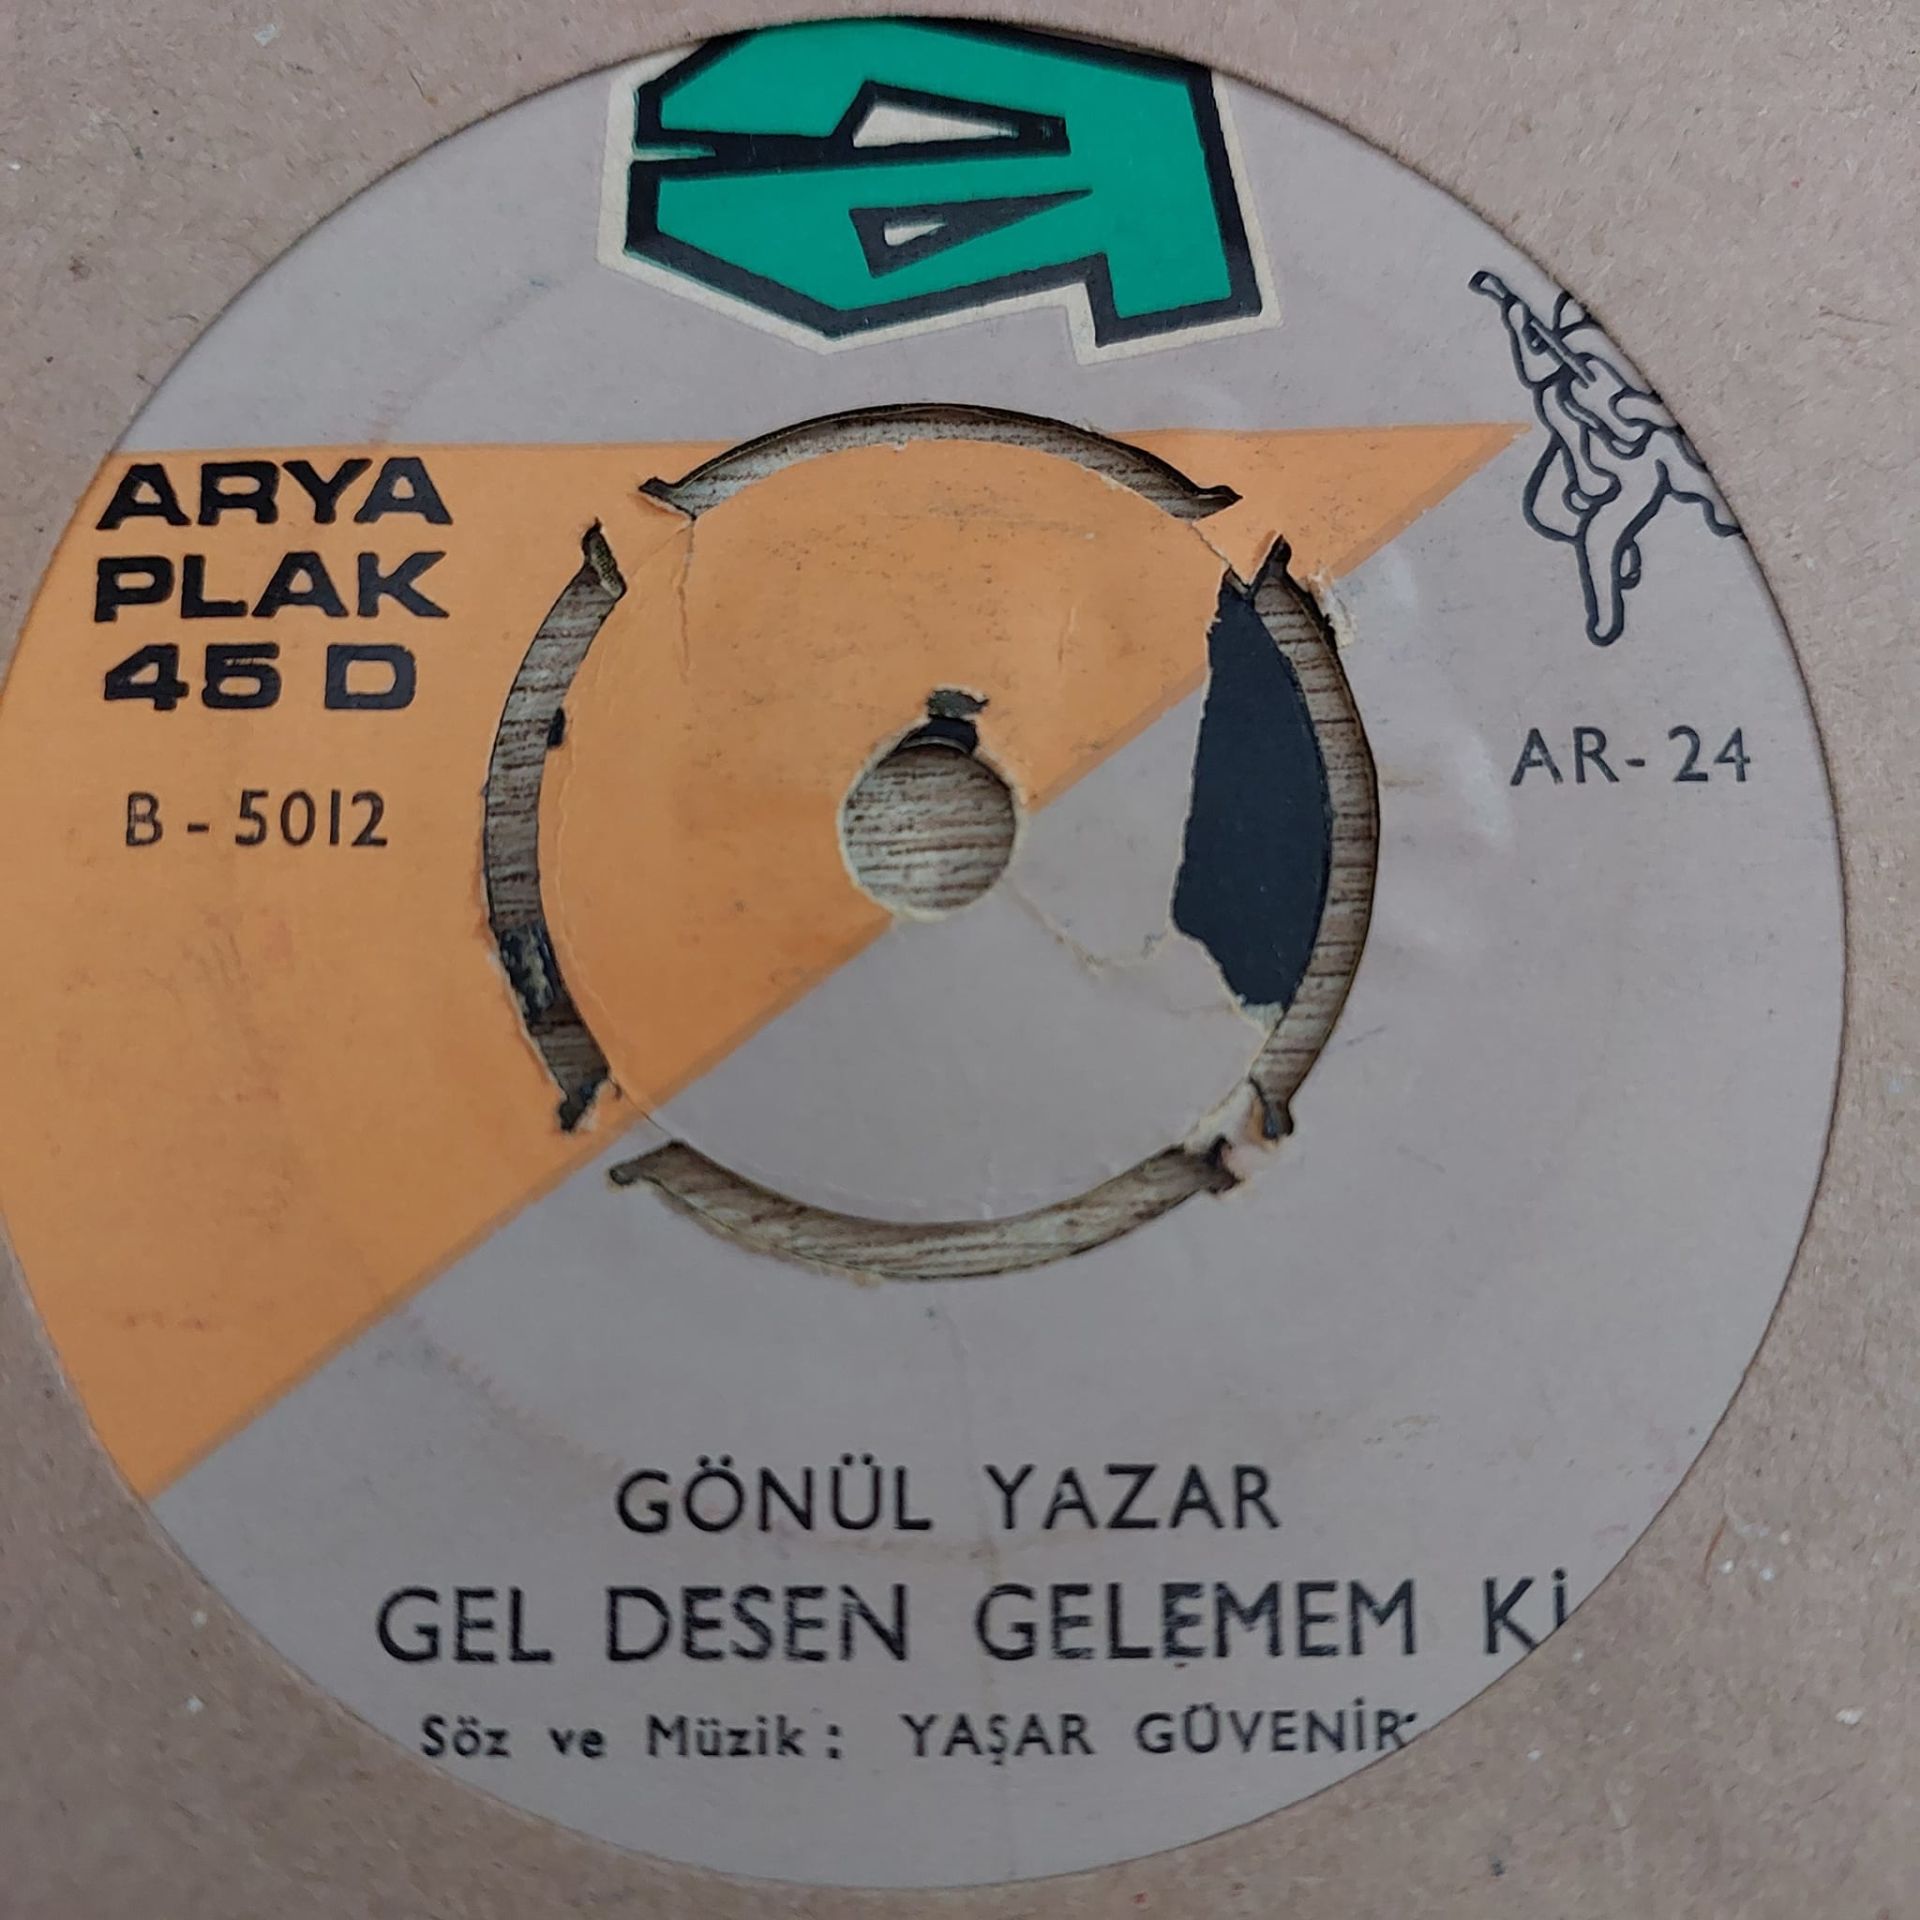 ARYA
PLAK
45 D
B - 5012
AR- 24
GÖNÜL YAZAR
GEL DESEN GELEMEM Kİ
Söz ve Müzik : YAŞAR GÜVENİR